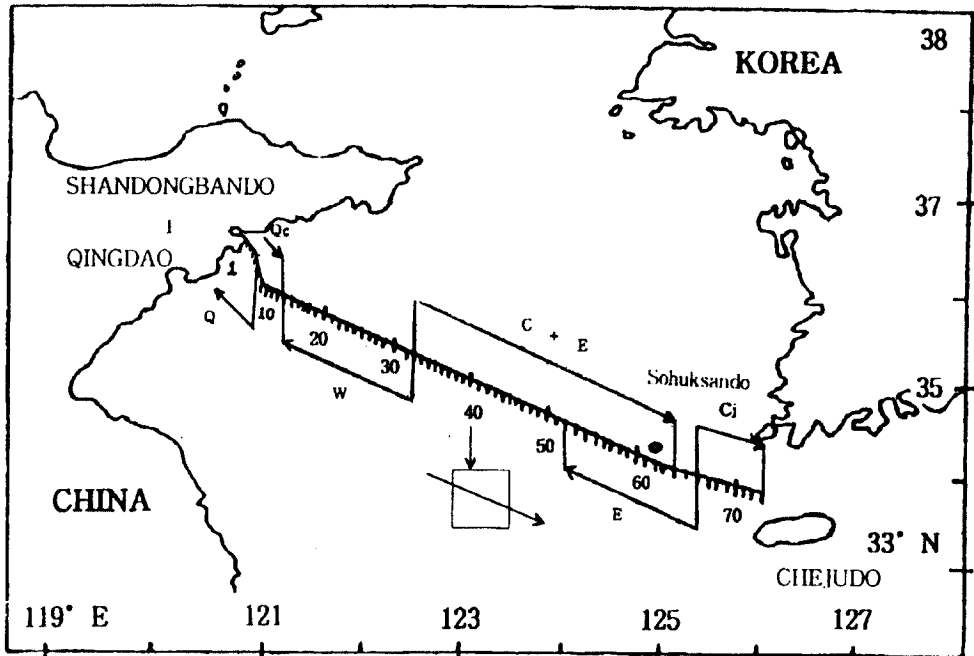 38
KOREA
SHANDONGBANDO
37
1
Qc
QINGDAO
1
Q
10
20
C + E
30
Sohuksando
Cj
W
35
40
50
60
CHINA
E
70
33° N
CHEJUDO
119° E
121
123
125
127